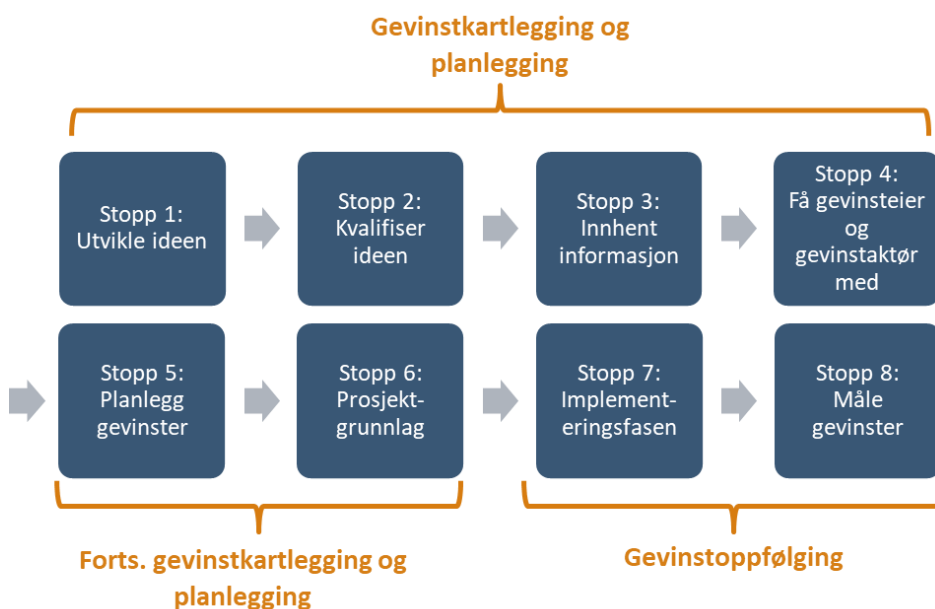 Gevinstkartlegging og
planlegging
Stopp 1:
Utvikle ideen
Stopp 2:
Kvalifiser
ideen
Stopp 3:
Innhent
informasjon
Stopp 4:
Få gevinsteier
og
gevinstaktør
med
Stopp 5:
Planlegg
gevinster
Stopp 6:
Prosjekt-
grunnlag
Stopp 7:
Implement-
eringsfasen
Stopp 8:
Måle
gevinster
Forts. gevinstkartlegging og
planlegging
Gevinstoppfølging